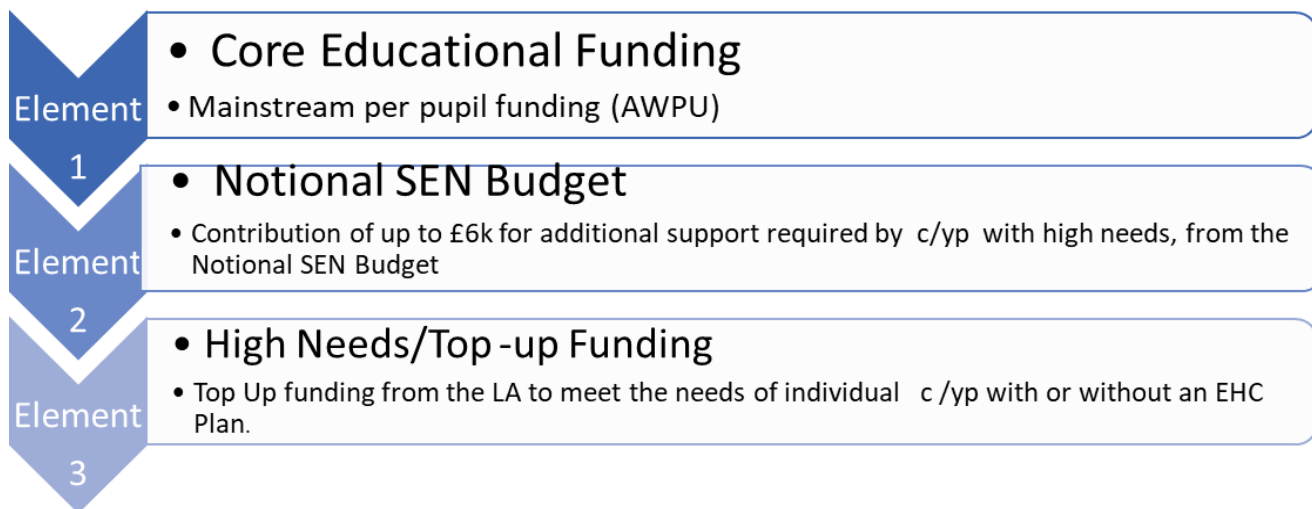 Element
1
• Core Educational Funding
• Mainstream per pupil funding (AWPU)
Element
2
• Notional SEN Budget
• Contribution of up to £6k for additional support required by c/yp with high needs, from the
Notional SEN Budget
Element
3
• High Needs/Top-up Funding
• Top Up funding from the LA to meet the needs of individual c/yp with or without an EHC
Plan.